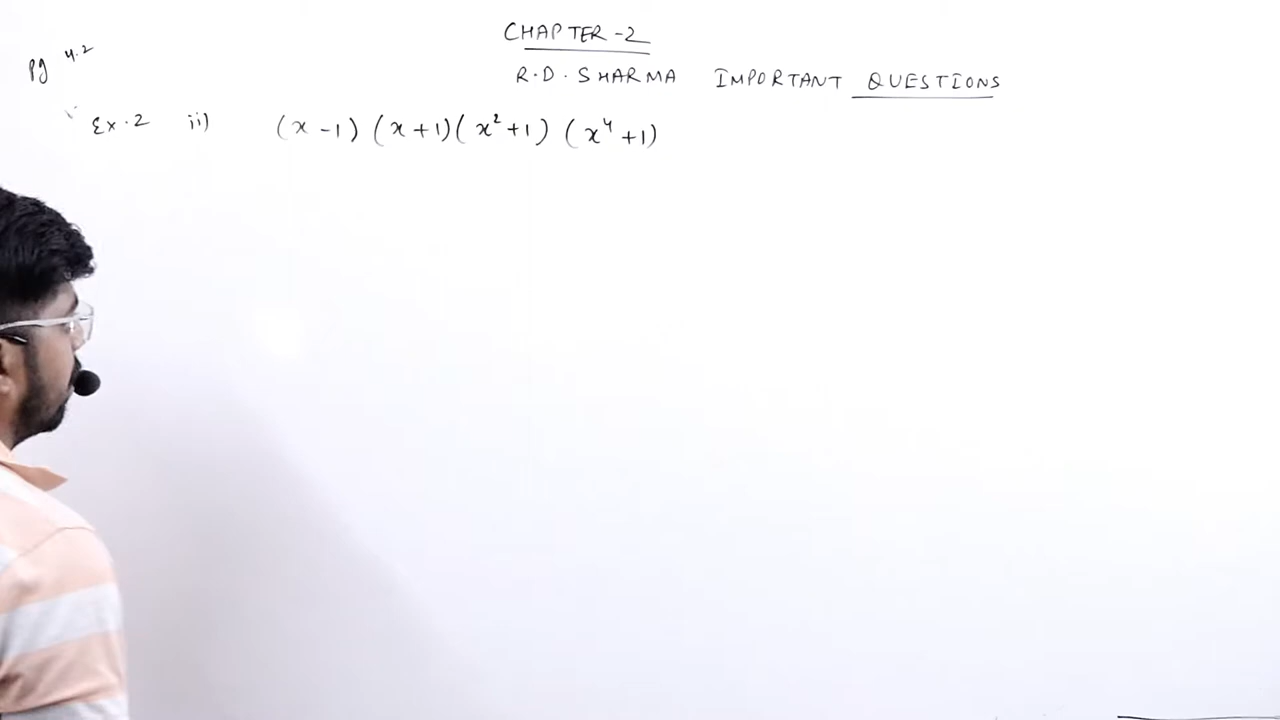 CHAPTER-2
pg 4.2
R.D.SHARMA IMPORTANT QUESTIONS
Ex.2 ii) (x-1) (x+1)(x²+1) (x⁴+1)